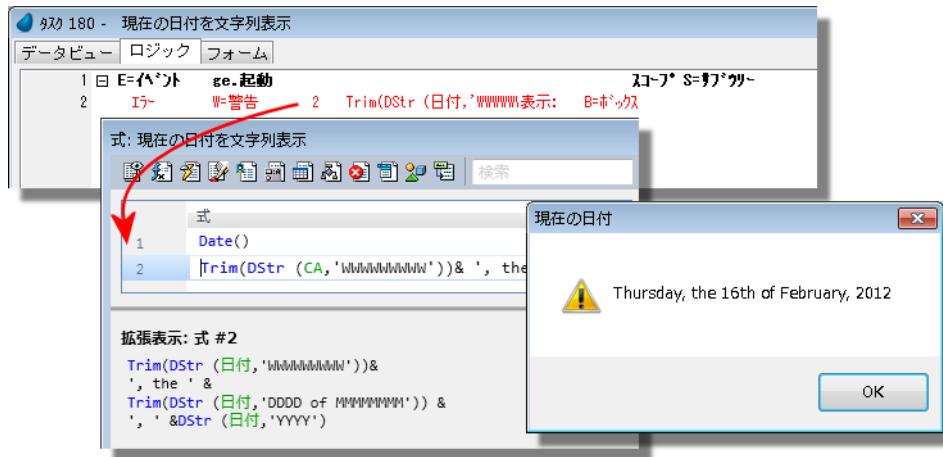 ﾀｽｸ 180 - 現在の日付を文字列表示
データビュー ロジック フォーム
1 E=ｲﾍﾞﾝﾄ ge.起動 ｽｺｰﾌﾟ S=ｻﾌﾞﾂﾘｰ
2 ｴﾗｰ W=警告 2 Trim(DStr (日付,'WWWWWW表示: B=ﾎﾞｯｸｽ
式: 現在の日付を文字列表示
検索
式
1 Date()
2 Trim(DStr (CA,'WWWWWWWWW'))& ', the
拡張表示: 式 #2
Trim(DStr (日付,'WWWWWWWWW'))&
', the ' &
Trim(DStr (日付,'DDDD of MMMMMMMM')) &
', ' &DStr (日付,'YYYY')
現在の日付
Thursday, the 16th of February, 2012
OK